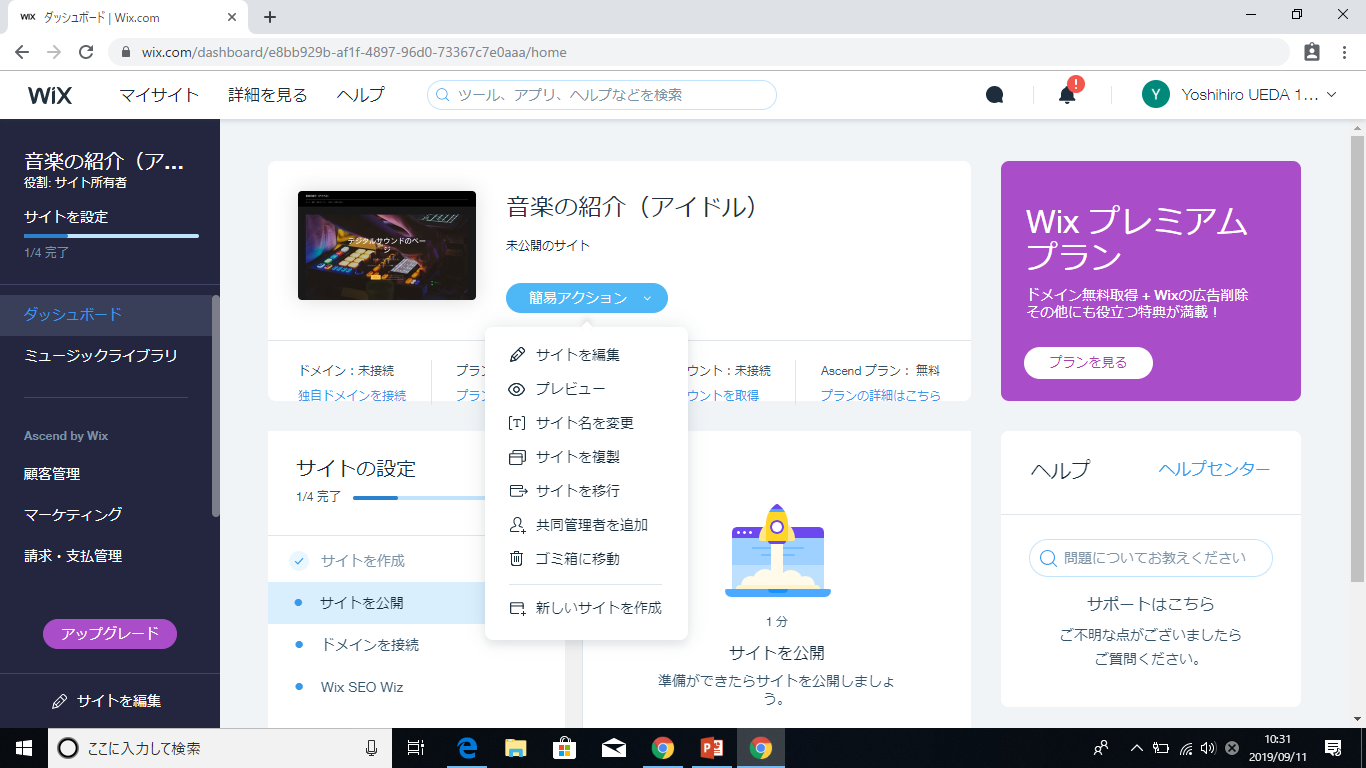 ダッシュボード | Wix.com
wix.com/dashboard/e8bb929b-af1f-4897-96d0-73367c7e0aaa/home
WiX
マイサイト
詳細を見る
ヘルプ
ツール、アプリ、ヘルプなどを検索
Y
Yoshihiro UEDA 1...
音楽の紹介（ア...
役割: サイト所有者
サイトを設定
1/4 完了
ダッシュボード
ミュージックライブラリ
Ascend by Wix
顧客管理
マーケティング
請求・支払管理
アップグレード
サイトを編集
デジタルサウンドのページ
音楽の紹介（アイドル）
未公開のサイト
簡易アクション
サイトを編集
プレビュー
サイト名を変更
サイトを複製
サイトを移行
共同管理者を追加
ゴミ箱に移動
新しいサイトを作成
ドメイン：未接続
独自ドメインを接続
プラン
プラン
ウント：未接続
ウントを取得
Ascend プラン： 無料
プランの詳細はこちら
Wix プレミアム
プラン
ドメイン無料取得 + Wixの広告削除
その他にも役立つ特典が満載！
プランを見る
サイトの設定
1/4 完了
サイトを作成
サイトを公開
ドメインを接続
Wix SEO Wiz
1 分
サイトを公開
準備ができたらサイトを公開しましょ
う。
ヘルプ
ヘルプセンター
問題についてお教えください
サポートはこちら
ご不明な点がございましたら
ご質問ください。
ここに入力して検索
10:31
2019/09/11